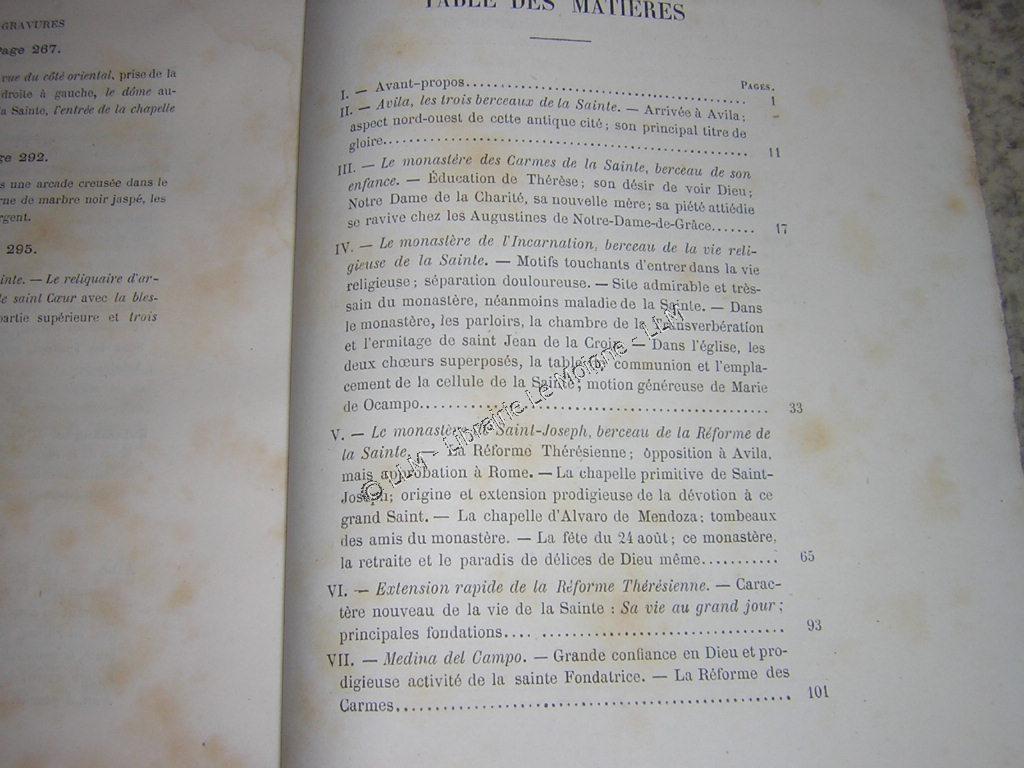 GRAVURES
Page 267.
vue du côté oriental, prise de la
droite à gauche, le dôme au-
la Sainte, l'entrée de la chapelle
ge 292.
s une arcade creusée dans le
rne de marbre noir jaspé, les
rgent.
295.
inte. — Le reliquaire d'ar-
le saint Cœur avec la bles-
partie supérieure et trois
TABLE DES MATIÈRES
PAGES.
I. — Avant-propos........ 1
II. — Avila, les trois berceaux de la Sainte. — Arrivée à Avila;
aspect nord-ouest de cette antique cité; son principal titre de
gloire........ 11
III. — Le monastère des Carmes de la Sainte, berceau de son
enfance. — Éducation de Thérèse; son désir de voir Dieu;
Notre Dame de la Charité, sa nouvelle mère; sa piété attiédie
se ravive chez les Augustines de Notre-Dame-de-Grâce....... 17
IV. — Le monastère de l'Incarnation, berceau de la vie reli-
gieuse de la Sainte. — Motifs touchants d'entrer dans la vie
religieuse; séparation douloureuse. — Site admirable et très-
sain du monastère, néanmoins maladie de la Sainte. — Dans
le monastère, les parloirs, la chambre de la Transverbération
et l'ermitage de saint Jean de la Croix. — Dans l'église, les
deux chœurs superposés, la table de communion et l'empla-
cement de la cellule de la Sainte; motion généreuse de Marie
de Ocampo........ 33
V. — Le monastère de Saint-Joseph, berceau de la Réforme de
la Sainte. — La Réforme Thérésienne; opposition à Avila,
mais approbation à Rome. — La chapelle primitive de Saint-
Joseph; origine et extension prodigieuse de la dévotion à ce
grand Saint. — La chapelle d'Alvaro de Mendoza; tombeaux
des amis du monastère. — La fête du 24 août; ce monastère,
la retraite et le paradis de délices de Dieu même........... 65
VI. — Extension rapide de la Réforme Thérésienne. — Carac-
tère nouveau de la vie de la Sainte : Sa vie au grand jour;
principales fondations........ 93
VII. — Medina del Campo. — Grande confiance en Dieu et pro-
digieuse activité de la sainte Fondatrice. — La Réforme des
Carmes........ 101
© LLM - Librairie Le Moigne - LLM